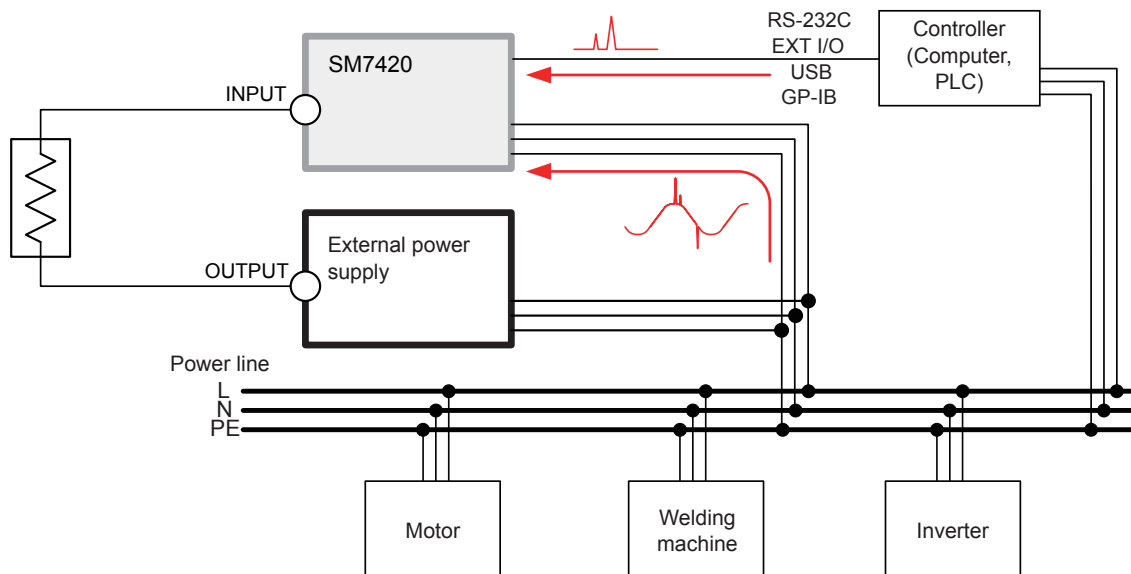 RS-232C
EXT I/O
USB
GP-IB
Controller
(Computer,
PLC)
SM7420
INPUT
External power
supply
OUTPUT
Power line
L
N
PE
Motor
Welding
machine
Inverter